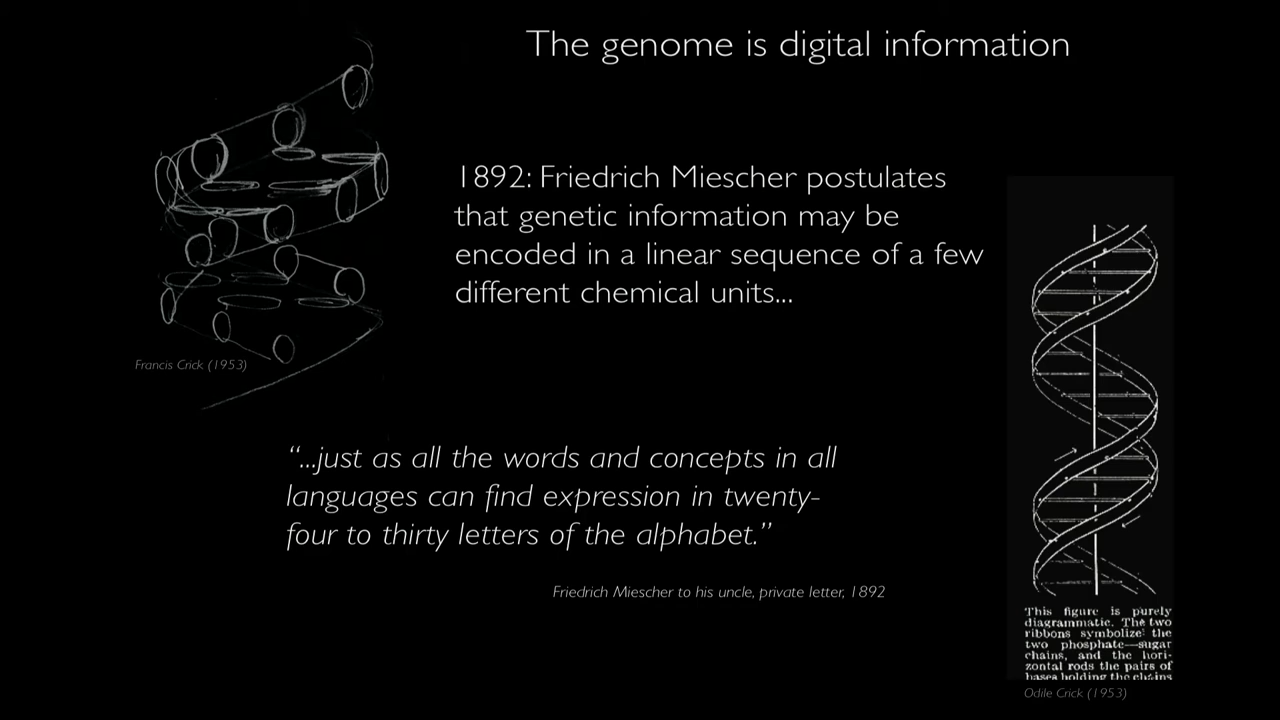 The genome is digital information
1892: Friedrich Miescher postulates
that genetic information may be
encoded in a linear sequence of a few
different chemical units...
Francis Crick (1953)
“...just as all the words and concepts in all
languages can find expression in twenty-
four to thirty letters of the alphabet.”
Friedrich Miescher to his uncle, private letter, 1892
This figure is purely
diagrammatic. The two
ribbons symbolize the
two phosphate—sugar
chains, and the hori-
zontal rods the pairs of
bases holding the chains
Odile Crick (1953)